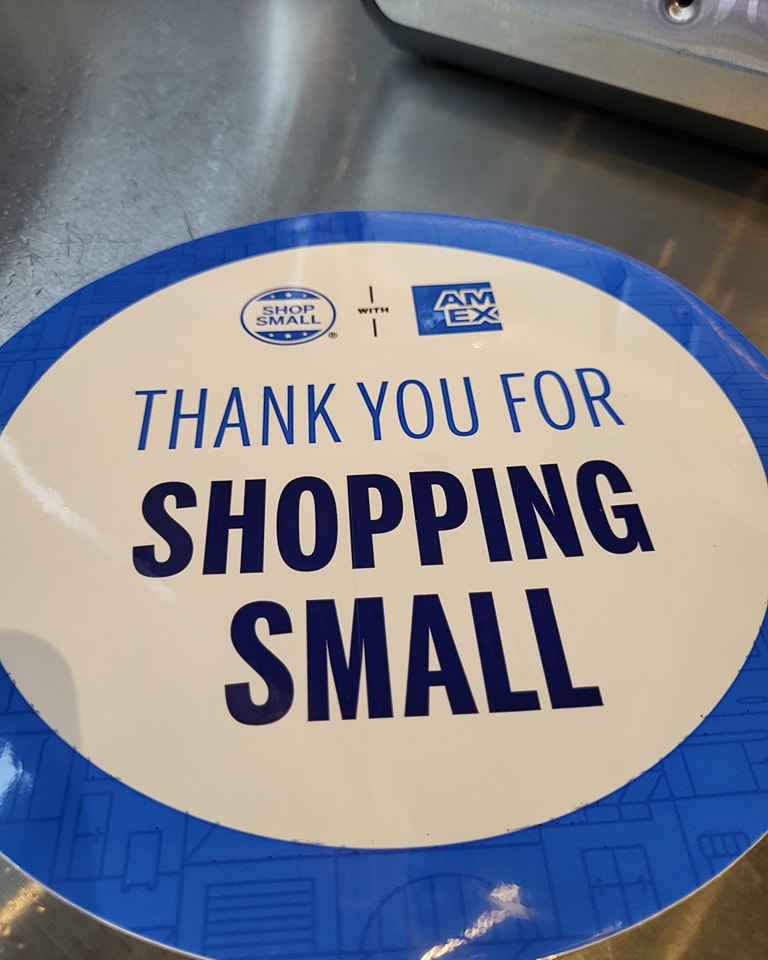 SHOP
SMALL
®
WITH
AM
EX
THANK YOU FOR
SHOPPING
SMALL